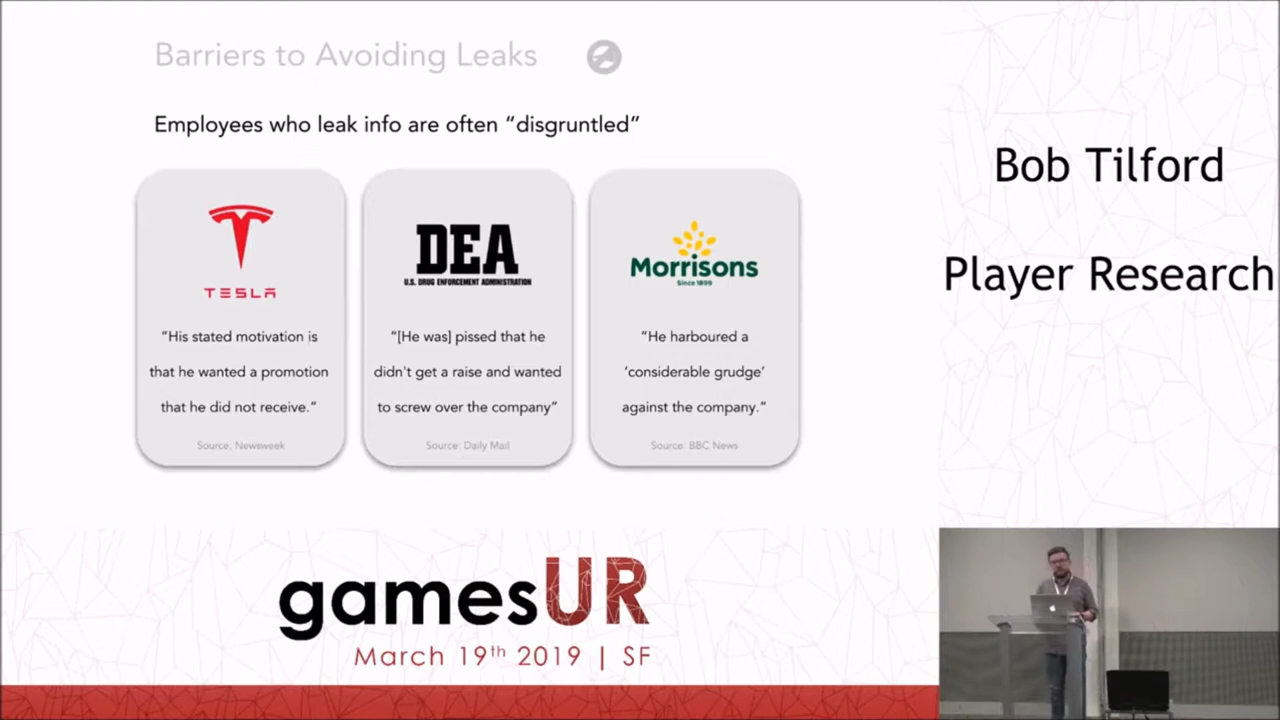 Barriers to Avoiding Leaks
Employees who leak info are often “disgruntled”
TESLA
“His stated motivation is
that he wanted a promotion
that he did not receive.”
Source: Newsweek
DEA
U.S. DRUG ENFORCEMENT ADMINISTRATION
“[He was] pissed that he
didn't get a raise and wanted
to screw over the company”
Source: Daily Mail
Morrisons
Since 1899
“He harboured a
‘considerable grudge’
against the company.”
Source: BBC News
Bob Tilford
Player Research
gamesUR
March 19th 2019 | SF